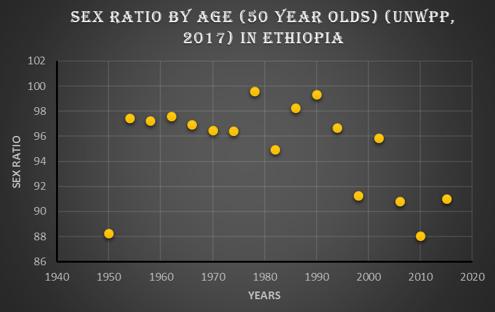 SEX RATIO BY AGE (50 YEAR OLDS) (UNWPP,
2017) IN ETHIOPIA
102
100
98
96
94
92
90
88
86
SEX RATIO
1940 1950 1960 1970 1980 1990 2000 2010 2020
YEARS